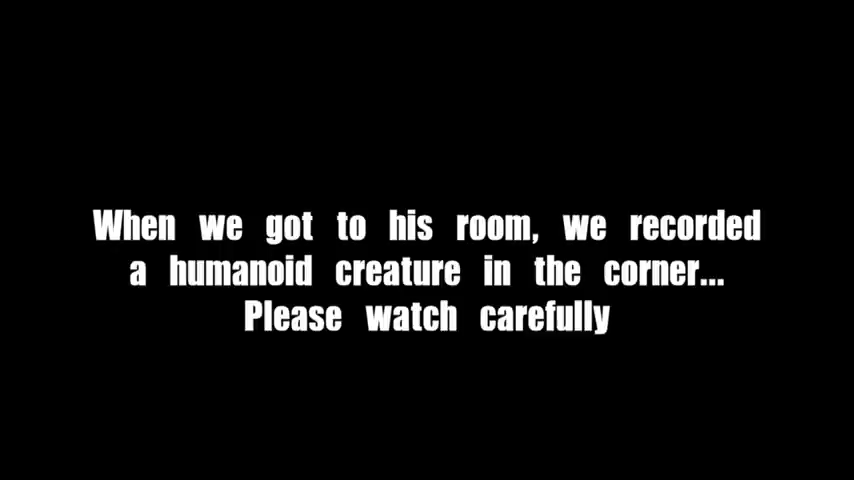 When we got to his room, we recorded
a humanoid creature in the corner...
Please watch carefully